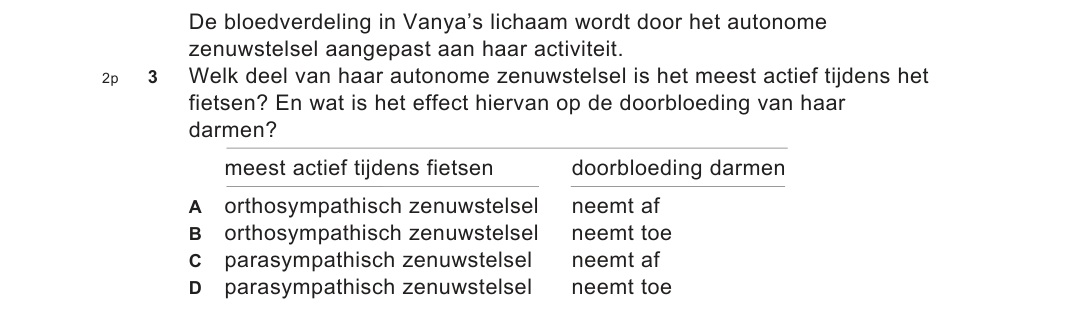 De bloedverdeling in Vanya’s lichaam wordt door het autonome
zenuwstelsel aangepast aan haar activiteit.
2p 3 Welk deel van haar autonome zenuwstelsel is het meest actief tijdens het
fietsen? En wat is het effect hiervan op de doorbloeding van haar
darmen?
meest actief tijdens fietsen doorbloeding darmen
A orthosympathisch zenuwstelsel neemt af
B orthosympathisch zenuwstelsel neemt toe
C parasympathisch zenuwstelsel neemt af
D parasympathisch zenuwstelsel neemt toe